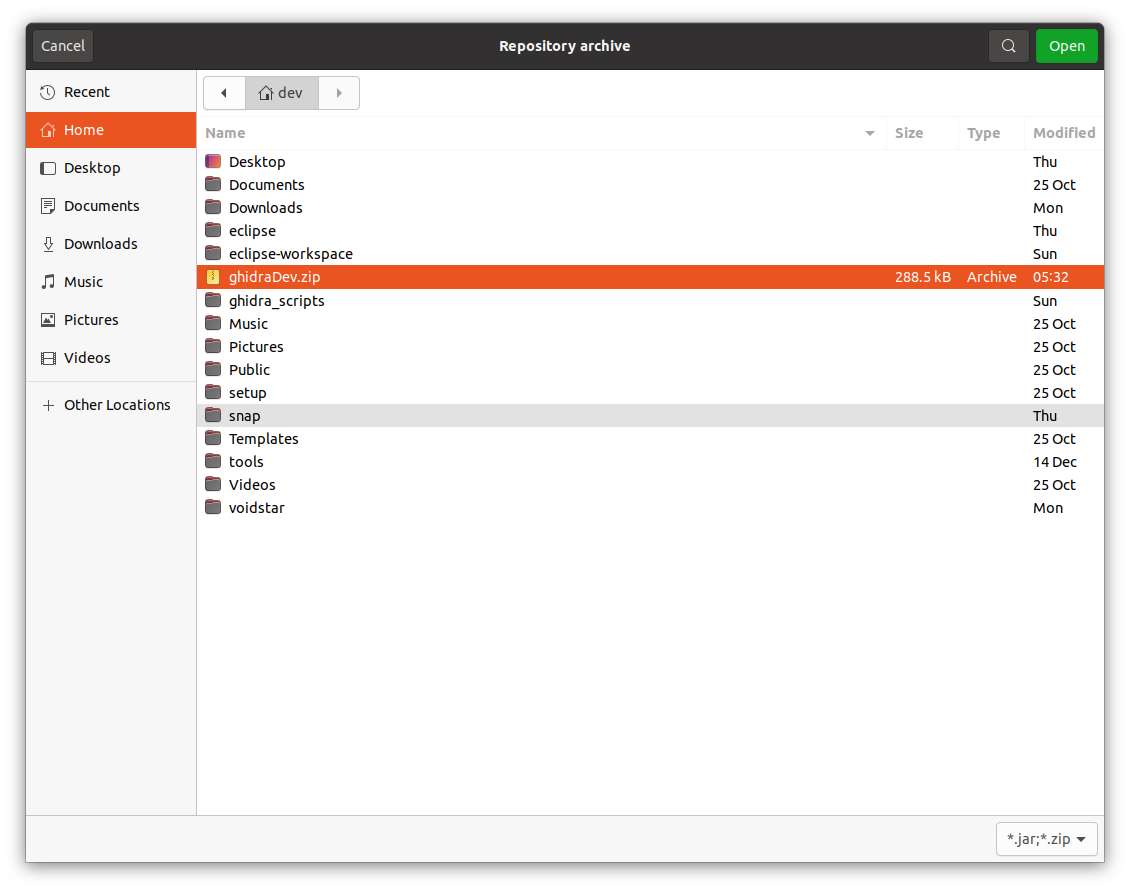 Cancel Repository archive Open
Recent
Home
Desktop
Documents
Downloads
Music
Pictures
Videos
Other Locations
dev
Name Size Type Modified
Desktop Thu
Documents 25 Oct
Downloads Mon
eclipse Thu
eclipse-workspace Sun
ghidraDev.zip 288.5 kB Archive 05:32
ghidra_scripts Sun
Music 25 Oct
Pictures 25 Oct
Public 25 Oct
setup 25 Oct
snap Thu
Templates 25 Oct
tools 14 Dec
Videos 25 Oct
voidstar Mon
*.jar;*.zip